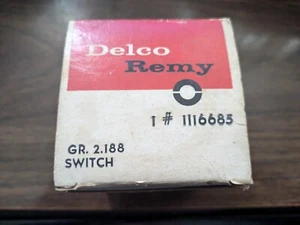 Delco
Remy
1 # 1116685
GR. 2.188
SWITCH